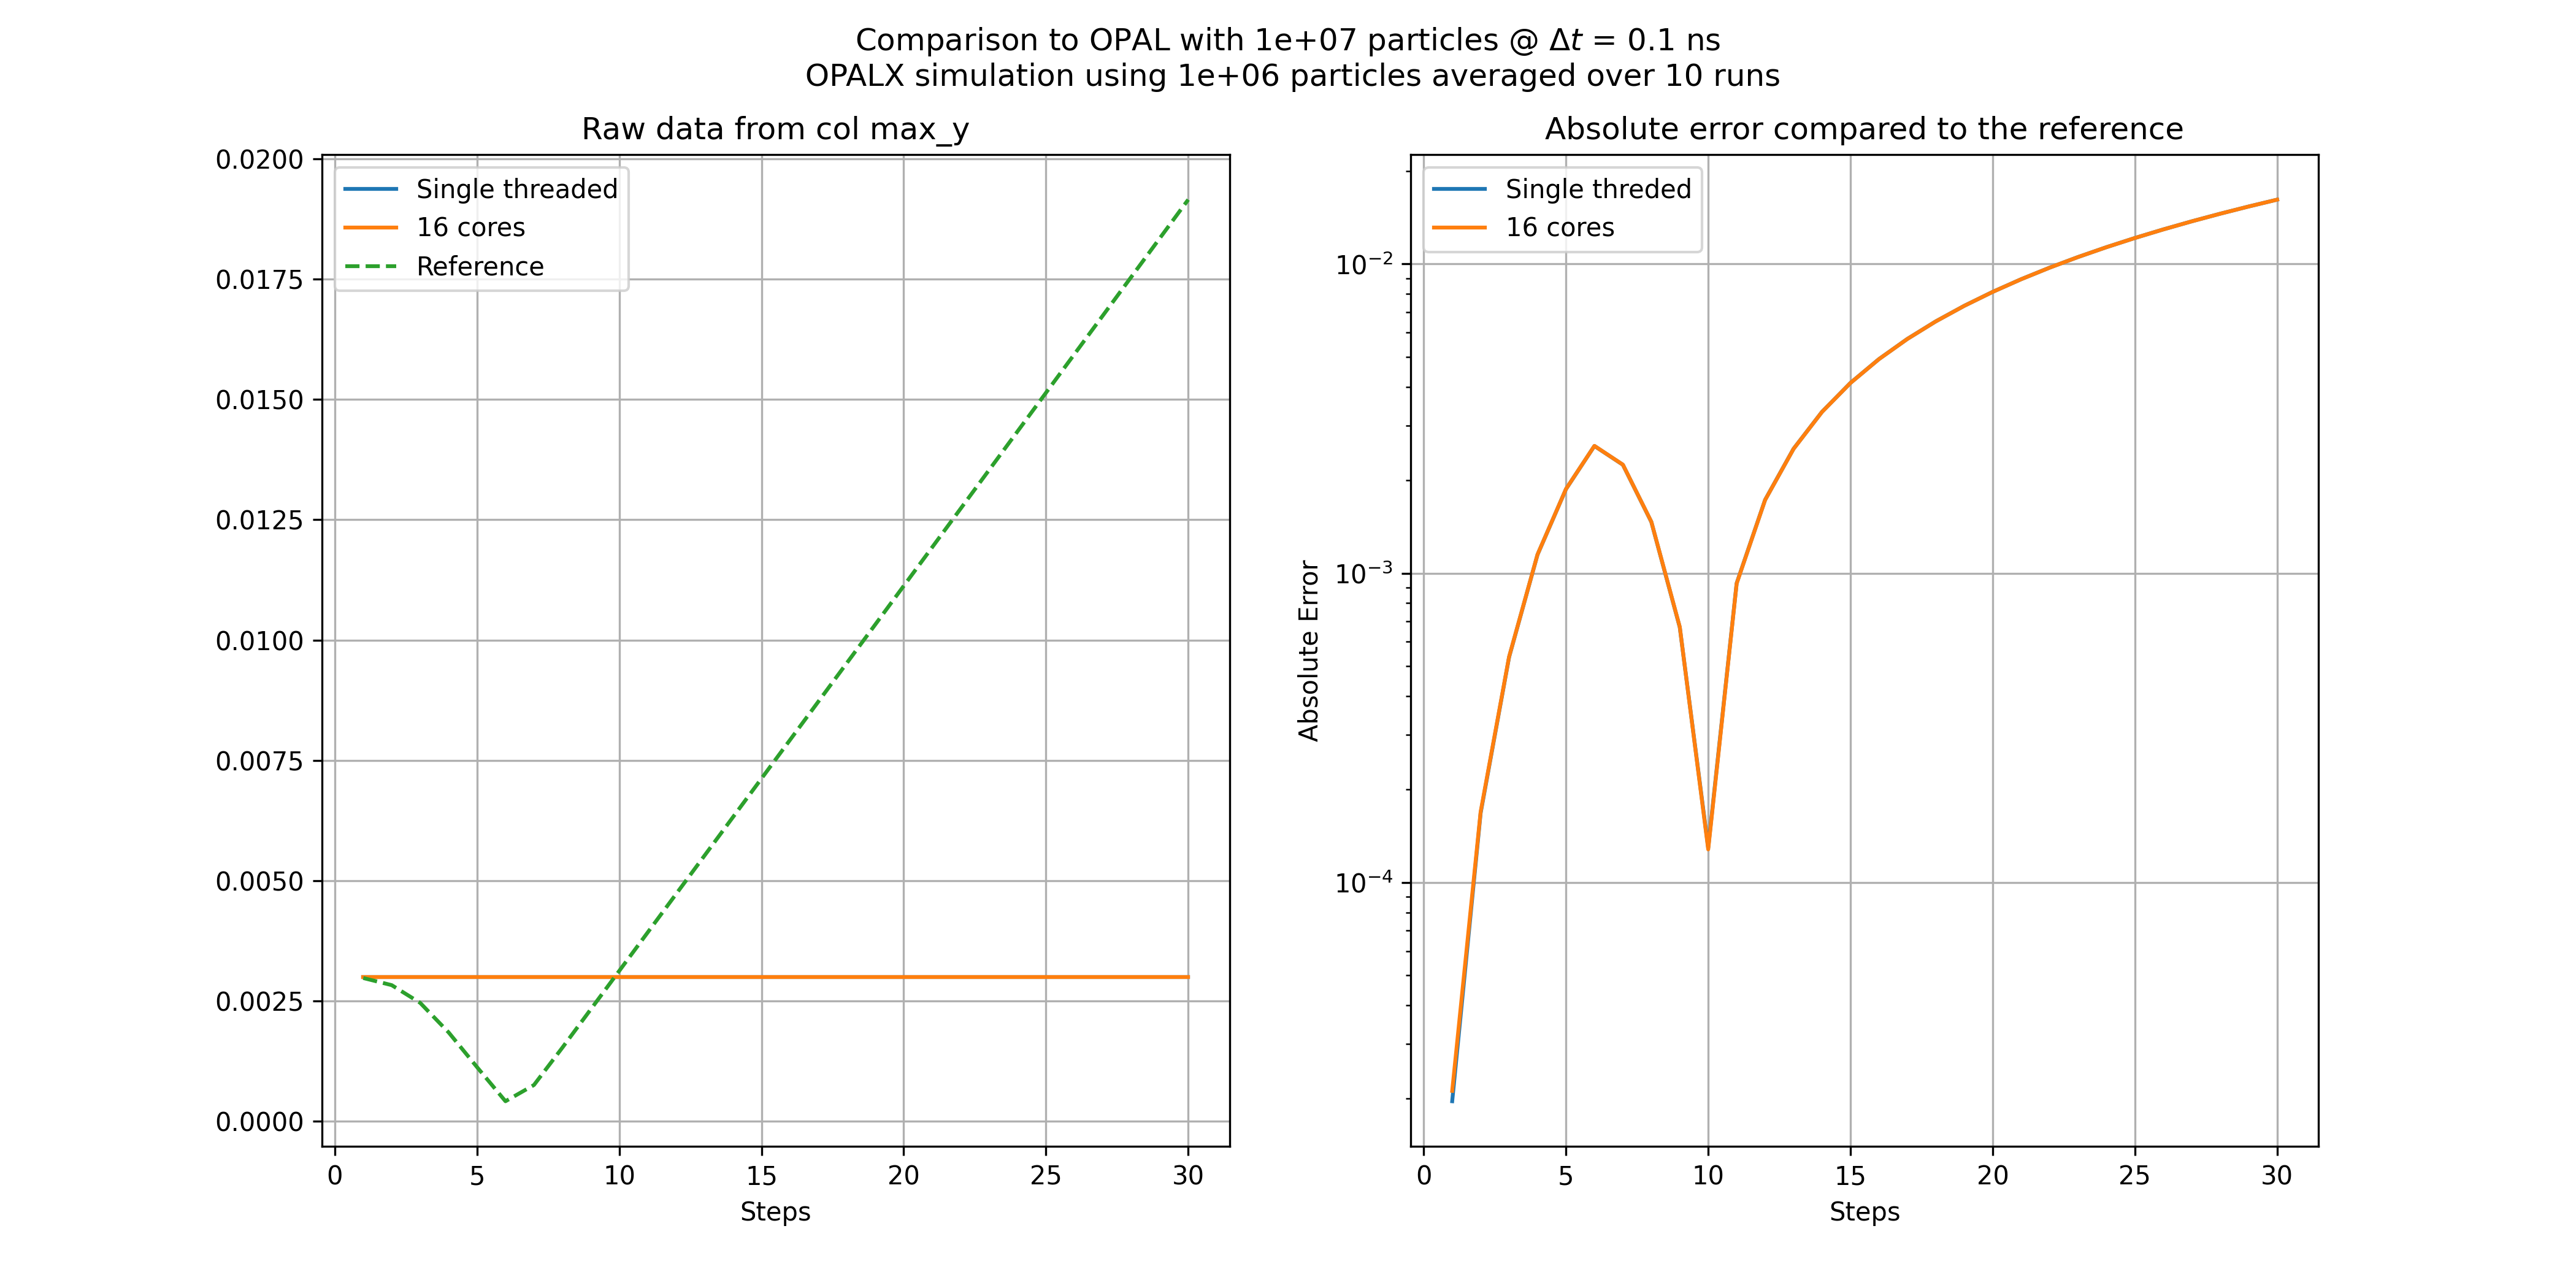 Comparison to OPAL with 1e+07 particles @ Δt = 0.1 ns
OPALX simulation using 1e+06 particles averaged over 10 runs
Raw data from col max_y
0.0200
0.0175
0.0150
0.0125
0.0100
0.0075
0.0050
0.0025
0.0000
Single threaded
16 cores
Reference
0 5 10 15 20 25 30
Steps
Absolute error compared to the reference
Absolute Error
10⁻²
10⁻³
10⁻⁴
Single threded
16 cores
0 5 10 15 20 25 30
Steps